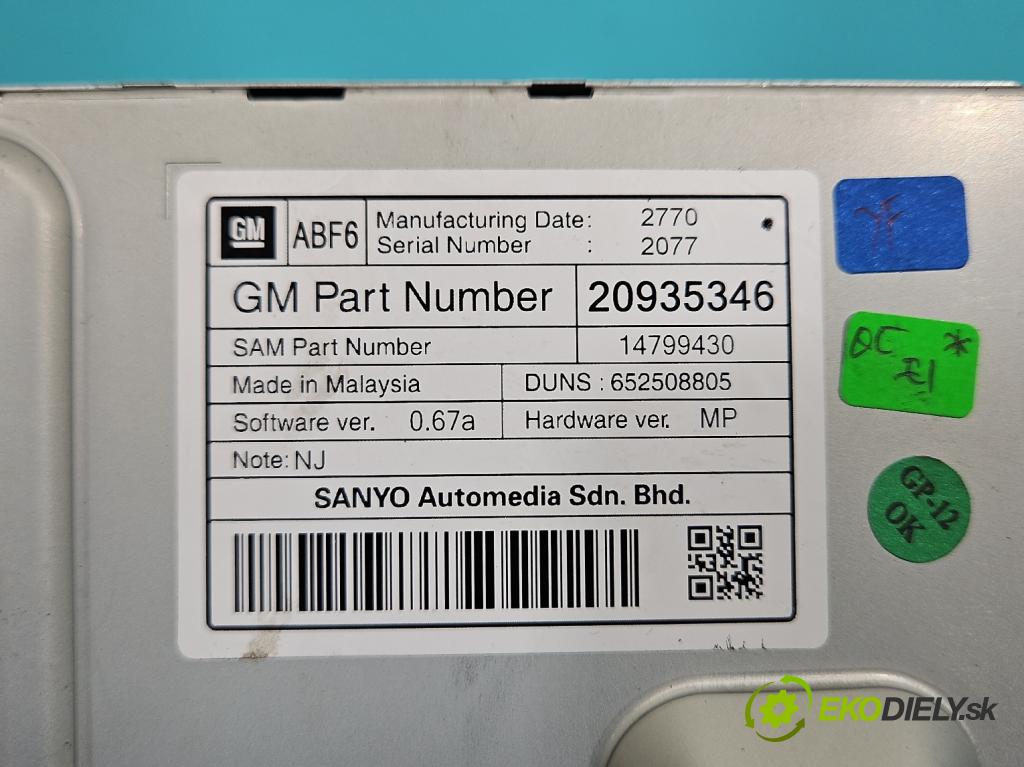 GM
ABF6
Manufacturing Date: 2770
Serial Number : 2077
GM Part Number 20935346
SAM Part Number 14799430
Made in Malaysia DUNS : 652508805
Software ver. 0.67a Hardware ver. MP
Note: NJ
SANYO Automedia Sdn. Bhd.
QC *
GP-12
OK
EKODIELY.sk